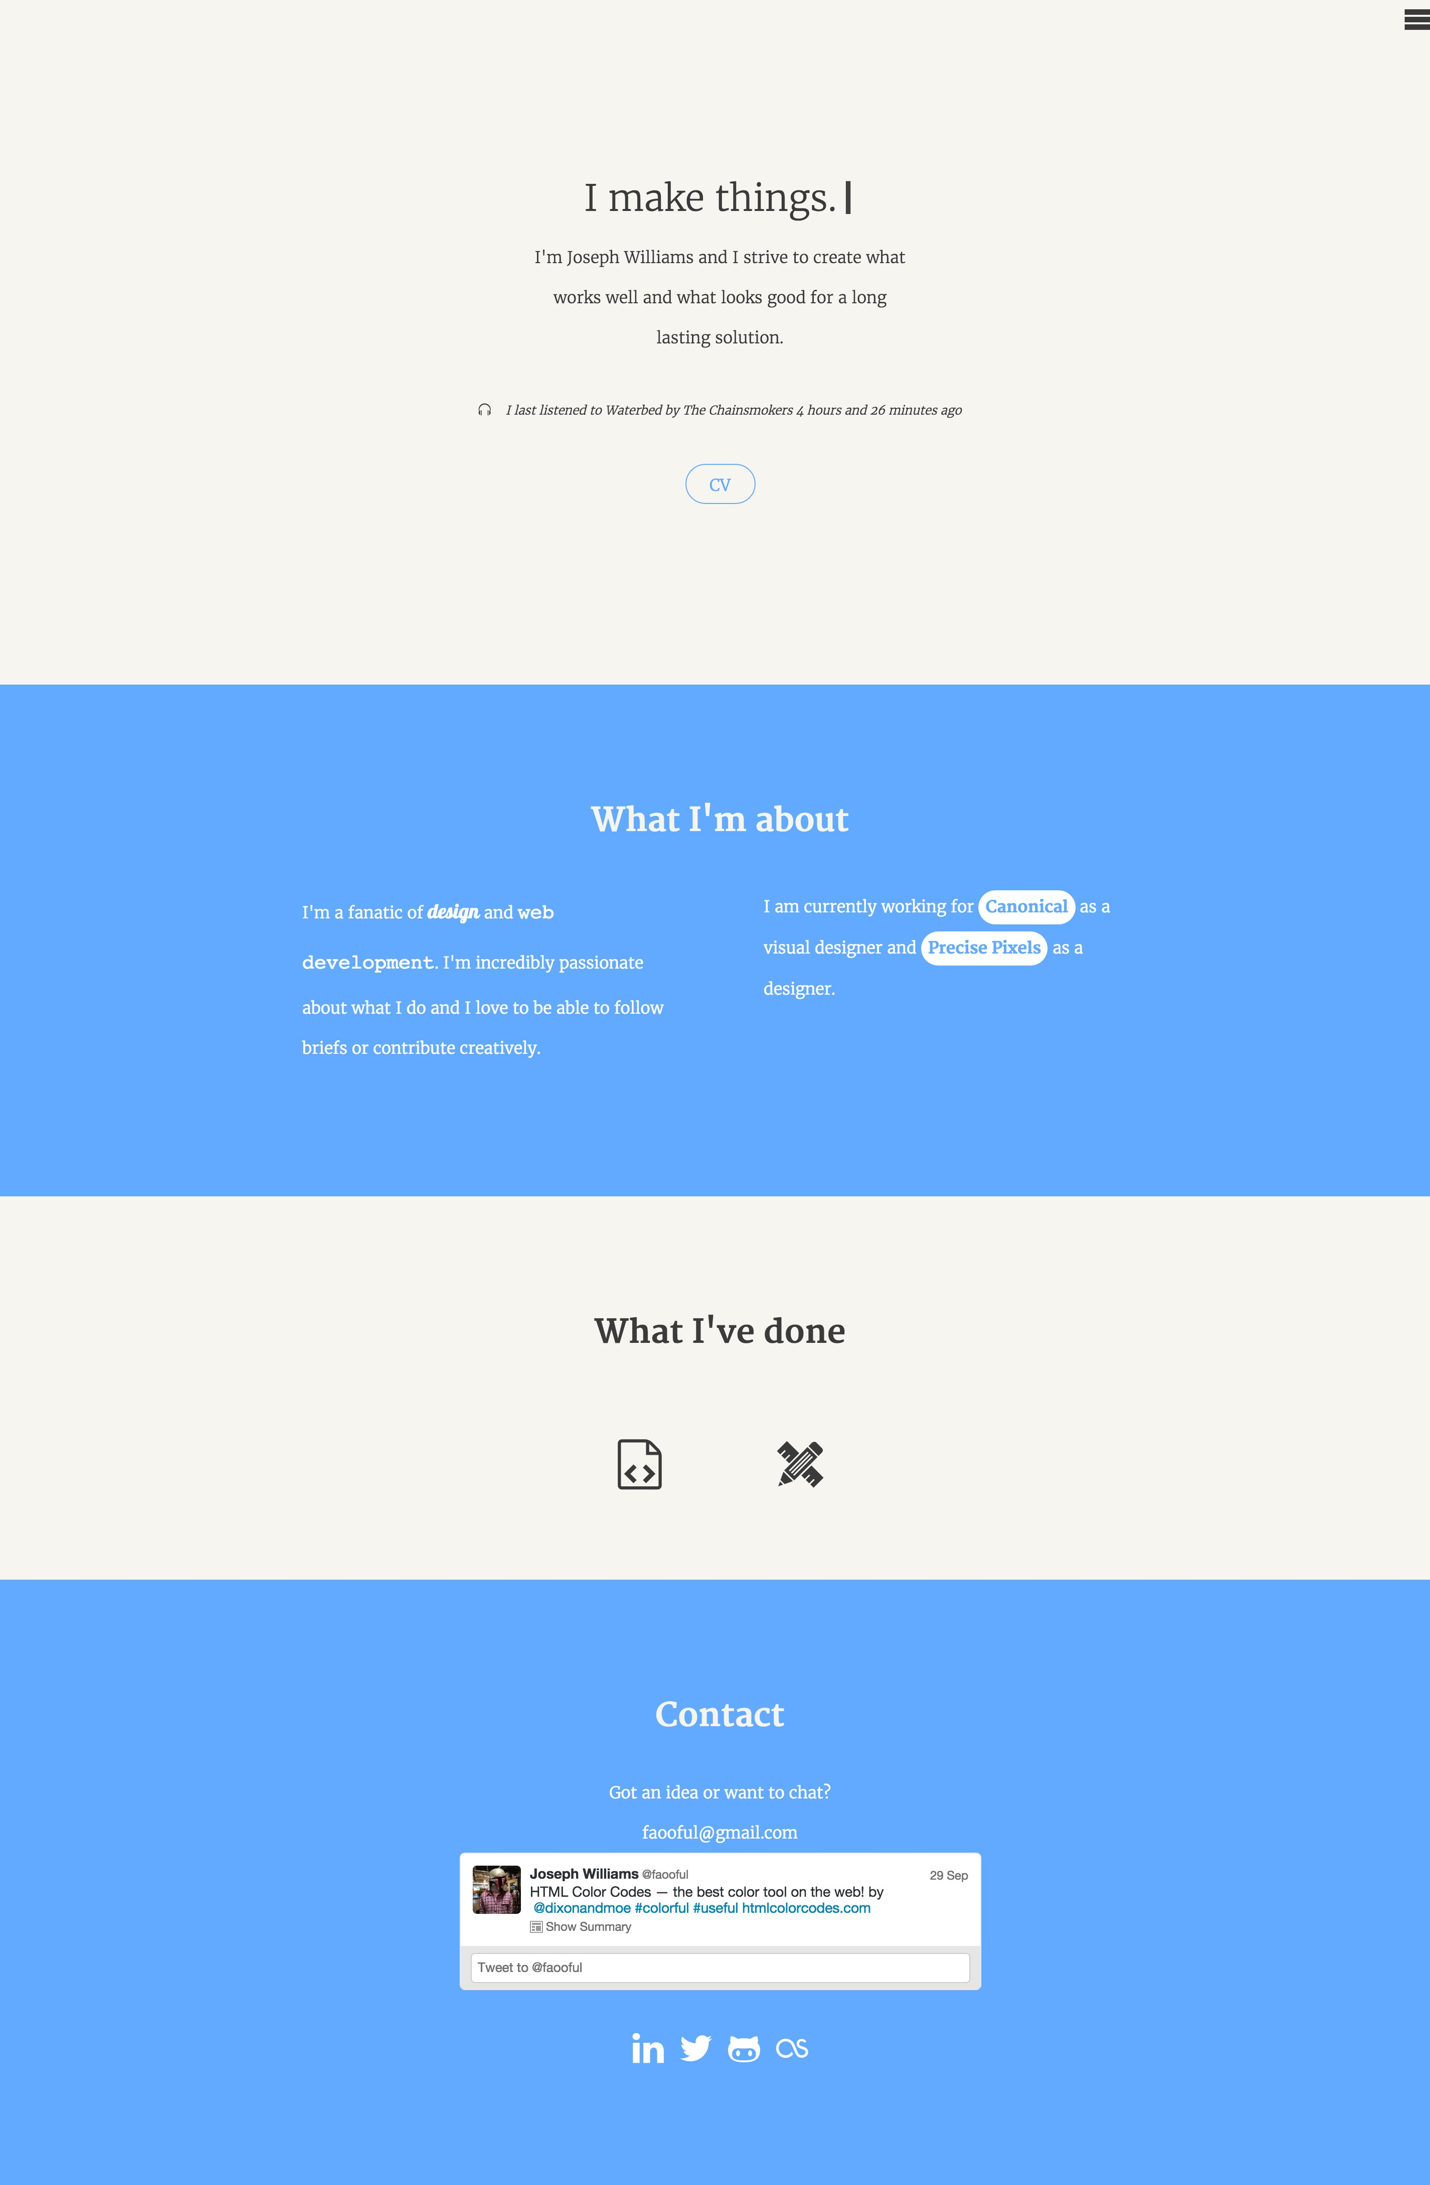 I make things.
I'm Joseph Williams and I strive to create what
works well and what looks good for a long
lasting solution.
I last listened to Waterbed by The Chainsmokers 4 hours and 26 minutes ago
CV
What I'm about
I'm a fanatic of design and web
development. I'm incredibly passionate
about what I do and I love to be able to follow
briefs or contribute creatively.
I am currently working for Canonical as a
visual designer and Precise Pixels as a
designer.
What I've done
Contact
Got an idea or want to chat?
faooful@gmail.com
Joseph Williams @faooful 29 Sep
HTML Color Codes — the best color tool on the web! by
@dixonandmoe #colorful #useful htmlcolorcodes.com
Show Summary
Tweet to @faooful
in